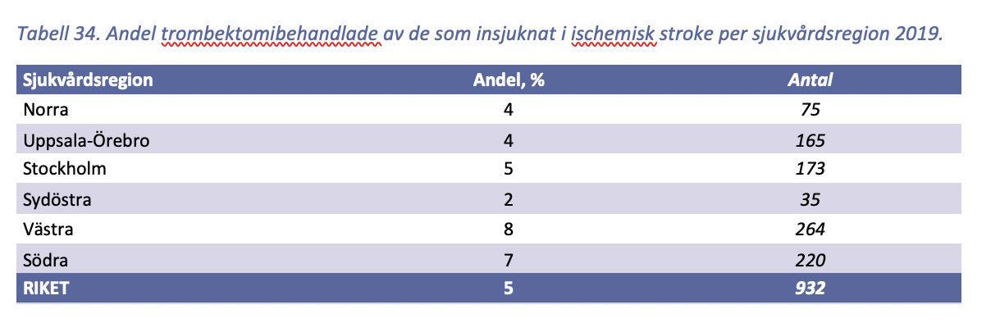 Tabell 34. Andel trombektomibehandlade av de som insjuknat i ischemisk stroke per sjukvårdsregion 2019.
Sjukvårdsregion Andel, % Antal
Norra 4 75
Uppsala-Örebro 4 165
Stockholm 5 173
Sydöstra 2 35
Västra 8 264
Södra 7 220
RIKET 5 932